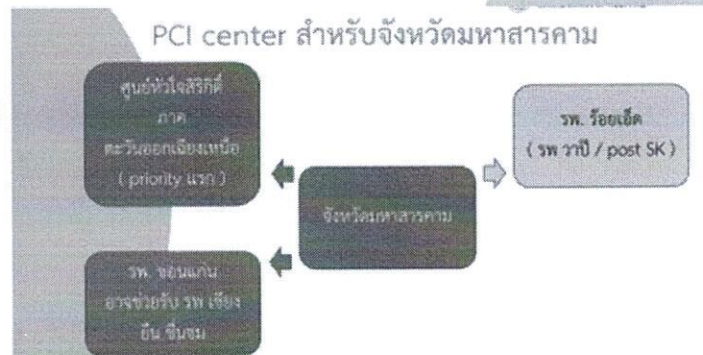 PCI center สำหรับจังหวัดมหาสารคาม
ศูนย์หัวใจสิริกิติ์
ภาค
ตะวันออกเฉียงเหนือ
( priority แรก )
รพ. ร้อยเอ็ด
( รพ วาปี / post SK )
จังหวัดมหาสารคาม
รพ. ขอนแก่น
อาจช่วยรับ รพ เชียง
ยืน ชื่นชม